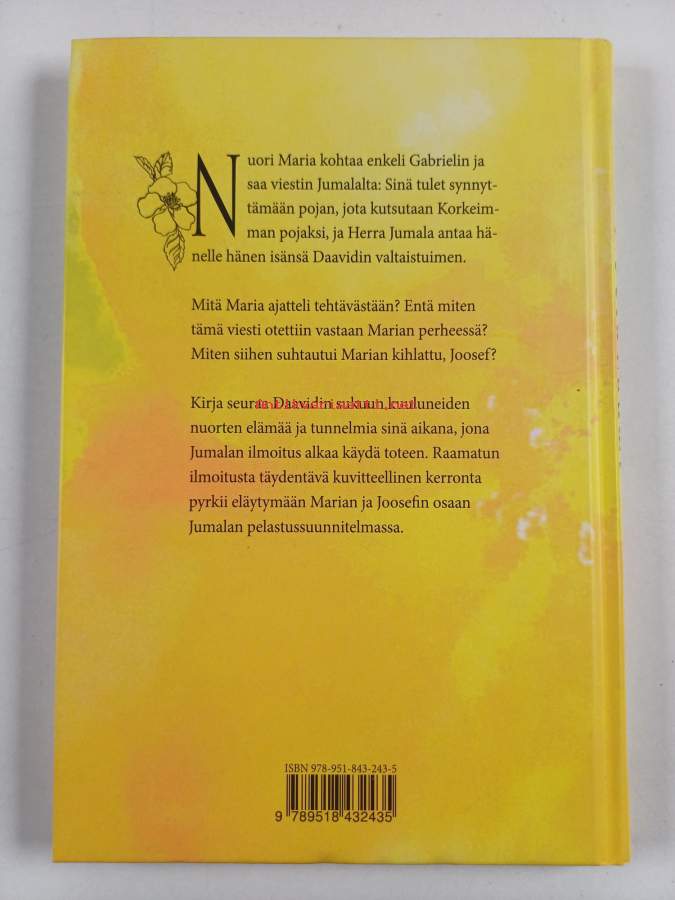 Nuori Maria kohtaa enkeli Gabrielin ja
saa viestin Jumalalta: Sinä tulet synnyt-
tämään pojan, jota kutsutaan Korkeim-
man pojaksi, ja Herra Jumala antaa hä-
nelle hänen isänsä Daavidin valtaistuimen.
Mitä Maria ajatteli tehtävästään? Entä miten
tämä viesti otettiin vastaan Marian perheessä?
Miten siihen suhtautui Marian kihlattu, Joosef?
Kirja seuraa Daavidin sukuun kuuluneiden
nuorten elämää ja tunnelmia sinä aikana, jona
Jumalan ilmoitus alkaa käydä toteen. Raamatun
ilmoitusta täydentävä kuvitteellinen kerronta
pyrkii eläytymään Marian ja Joosefin osaan
Jumalan pelastussuunnitelmassa.
ISBN 978-951-843-243-5
9 789518 432435